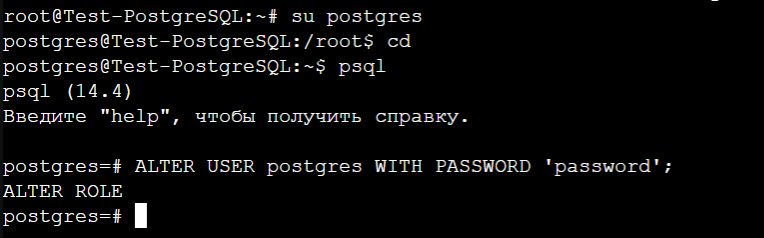 root@Test-PostgreSQL:~# su postgres
postgres@Test-PostgreSQL:/root$ cd
postgres@Test-PostgreSQL:~$ psql
psql (14.4)
Введите "help", чтобы получить справку.
postgres=# ALTER USER postgres WITH PASSWORD 'password';
ALTER ROLE
postgres=#